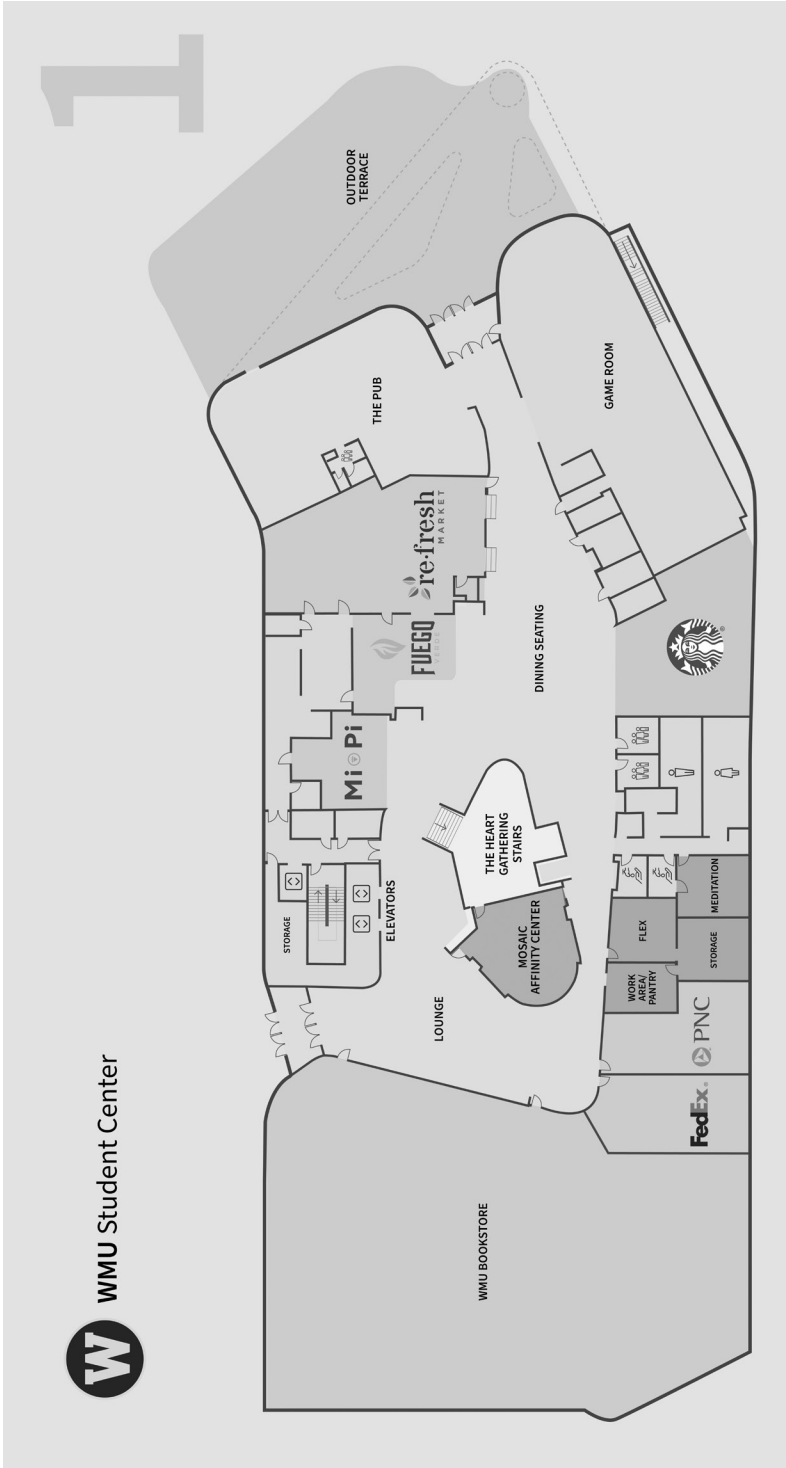 W
WMU Student Center
1
WMU BOOKSTORE
LOUNGE
STORAGE
ELEVATORS
Mi Pi
FUEGO
VERDE
re·fresh
MARKET
THE PUB
OUTDOOR
TERRACE
GAME ROOM
DINING SEATING
THE HEART
GATHERING
STAIRS
MOSAIC
AFFINITY CENTER
FedEx®
PNC
WORK
AREA/
PANTRY
FLEX
STORAGE
MEDITATION
®